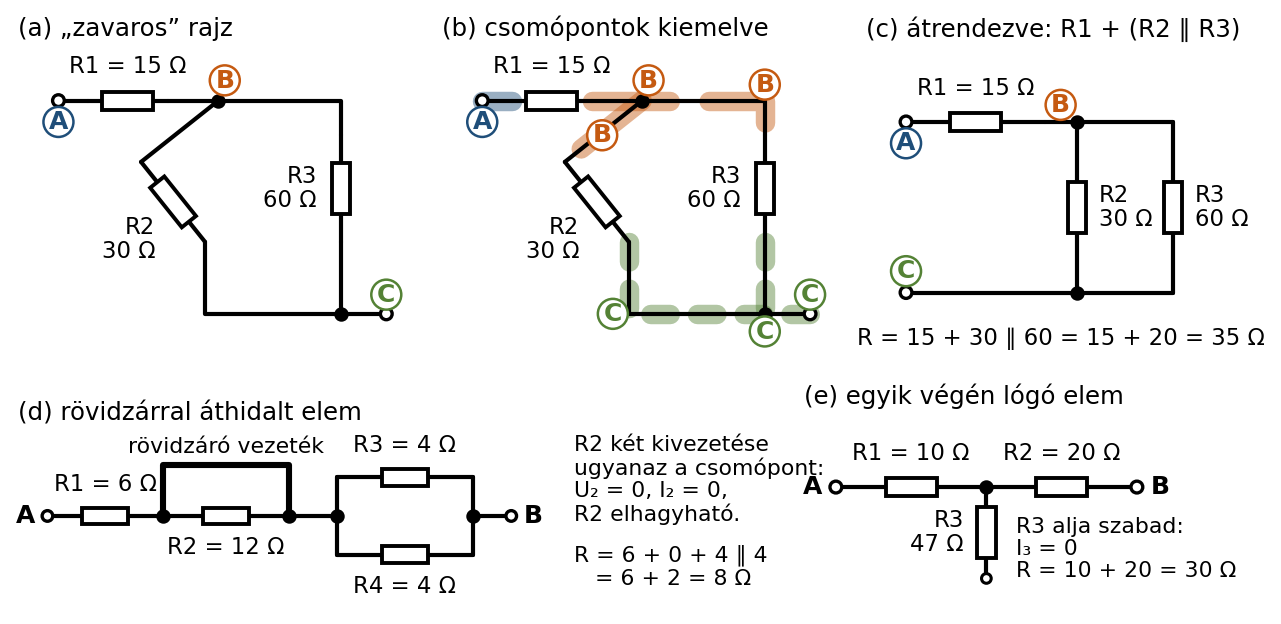 (a) „zavaros” rajz
R1 = 15 Ω
B
A
R3
60 Ω
R2
30 Ω
C
(b) csomópontok kiemelve
R1 = 15 Ω
B
B
A
B
R3
60 Ω
R2
30 Ω
C
C
C
(c) átrendezve: R1 + (R2 ∥ R3)
R1 = 15 Ω
B
A
R2
30 Ω
R3
60 Ω
C
R = 15 + 30 ∥ 60 = 15 + 20 = 35 Ω
(d) rövidzárral áthidalt elem
rövidzáró vezeték
R3 = 4 Ω
R1 = 6 Ω
A
B
R2 = 12 Ω
R4 = 4 Ω
R2 két kivezetése
ugyanaz a csomópont:
U₂ = 0, I₂ = 0,
R2 elhagyható.
R = 6 + 0 + 4 ∥ 4
= 6 + 2 = 8 Ω
(e) egyik végén lógó elem
R1 = 10 Ω
R2 = 20 Ω
A
B
R3
47 Ω
R3 alja szabad:
I₃ = 0
R = 10 + 20 = 30 Ω